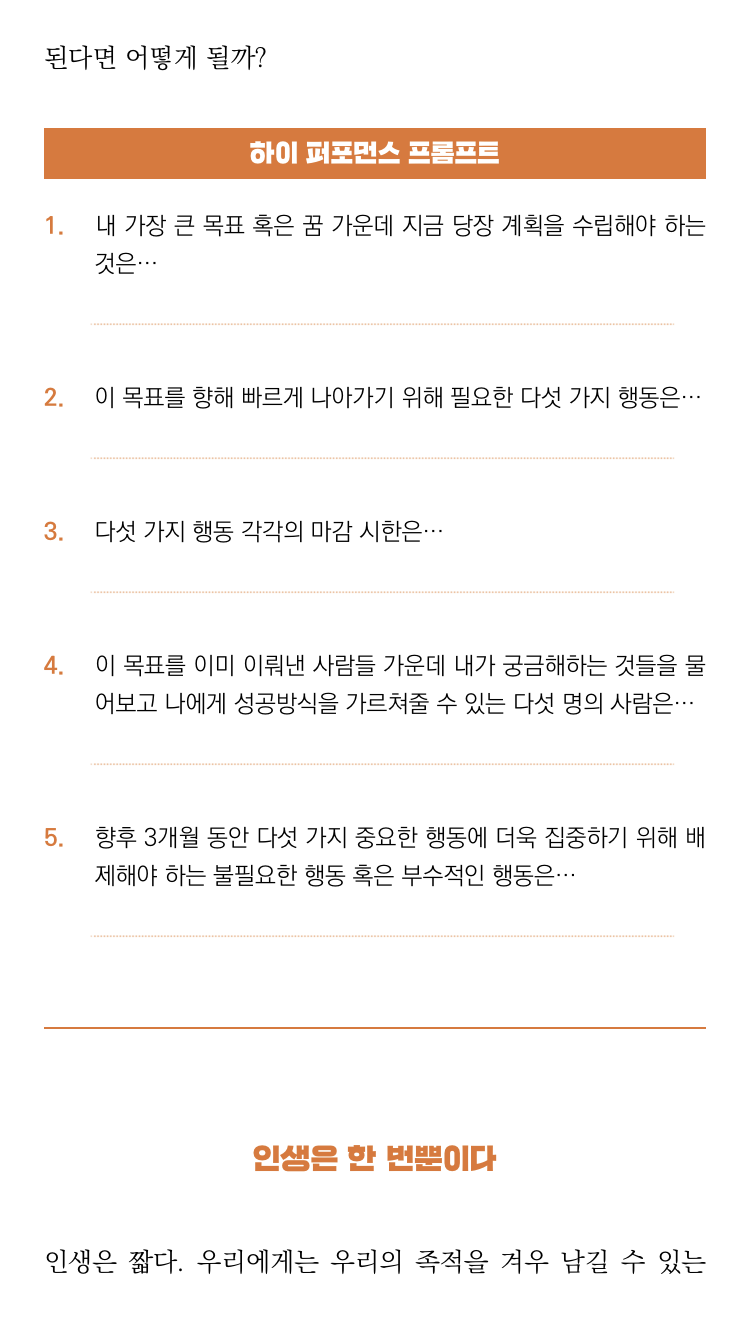 된다면 어떻게 될까?
하이 퍼포먼스 프롬프트
1. 내 가장 큰 목표 혹은 꿈 가운데 지금 당장 계획을 수립해야 하는
것은…
2. 이 목표를 향해 빠르게 나아가기 위해 필요한 다섯 가지 행동은…
3. 다섯 가지 행동 각각의 마감 시한은…
4. 이 목표를 이미 이뤄낸 사람들 가운데 내가 궁금해하는 것들을 물
어보고 나에게 성공방식을 가르쳐줄 수 있는 다섯 명의 사람은…
5. 향후 3개월 동안 다섯 가지 중요한 행동에 더욱 집중하기 위해 배
제해야 하는 불필요한 행동 혹은 부수적인 행동은…
인생은 한 번뿐이다
인생은 짧다. 우리에게는 우리의 족적을 겨우 남길 수 있는